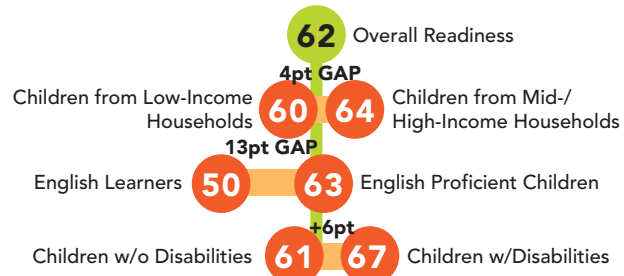 62 Overall Readiness
4pt GAP
Children from Low-Income
Households
60 64
Children from Mid-/
High-Income Households
13pt GAP
English Learners 50 63 English Proficient Children
+6pt
Children w/o Disabilities 61 67 Children w/Disabilities